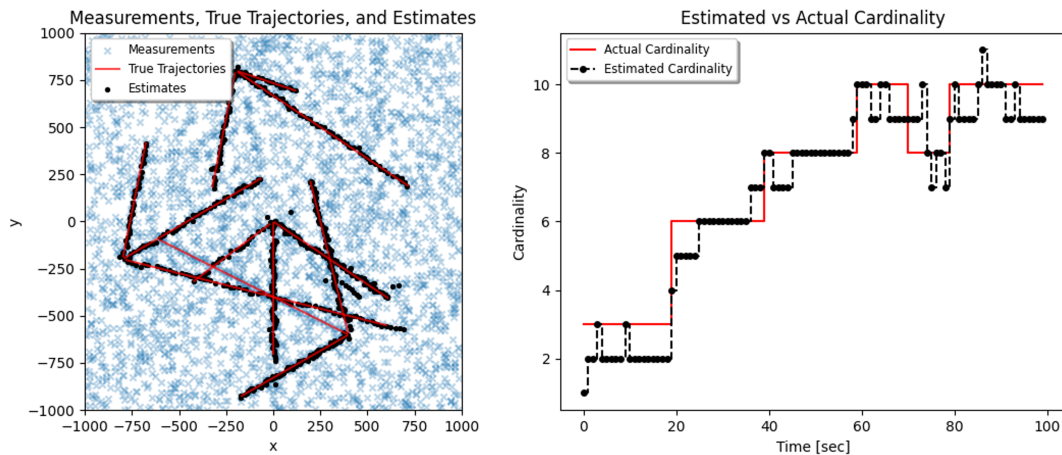 Measurements, True Trajectories, and Estimates
Measurements
True Trajectories
Estimates
1000
750
500
250
0
−250
−500
−750
−1000
y
−1000 −750 −500 −250 0 250 500 750 1000
x
Estimated vs Actual Cardinality
Actual Cardinality
Estimated Cardinality
10
8
6
4
2
Cardinality
0 20 40 60 80 100
Time [sec]